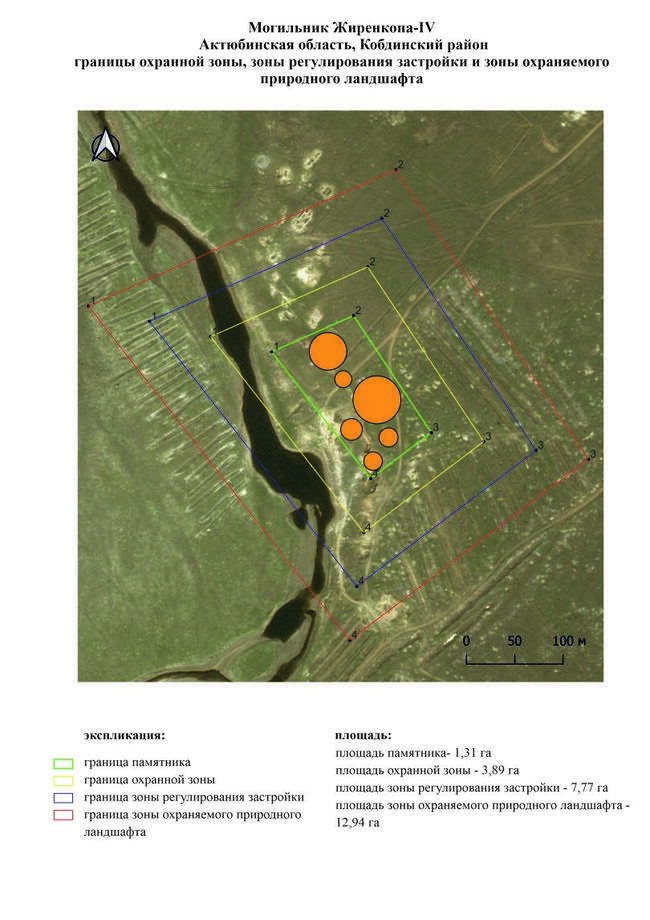 Могильник Жиренкопа-IV
Актюбинская область, Кобдинский район
границы охранной зоны, зоны регулирования застройки и зоны охраняемого
природного ландшафта
2
2
2
1
1
2
1
1
3
3
3
3
4
4
4
4
0 50 100 м
экспликация:
граница памятника
граница охранной зоны
граница зоны регулирования застройки
граница зоны охраняемого природного
ландшафта
площадь:
площадь памятника- 1,31 га
площадь охранной зоны - 3,89 га
площадь зоны регулирования застройки - 7,77 га
площадь зоны охраняемого природного ландшафта -
12,94 га